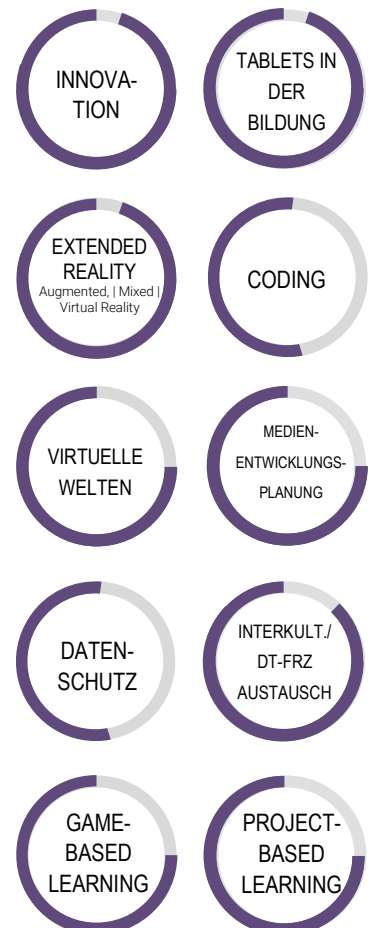 INNOVA-
TION
TABLETS IN
DER
BILDUNG
EXTENDED
REALITY
Augmented, | Mixed |
Virtual Reality
CODING
VIRTUELLE
WELTEN
MEDIEN-
ENTWICKLUNGS-
PLANUNG
DATEN-
SCHUTZ
INTERKULT./
DT-FRZ
AUSTAUSCH
GAME-
BASED
LEARNING
PROJECT-
BASED
LEARNING